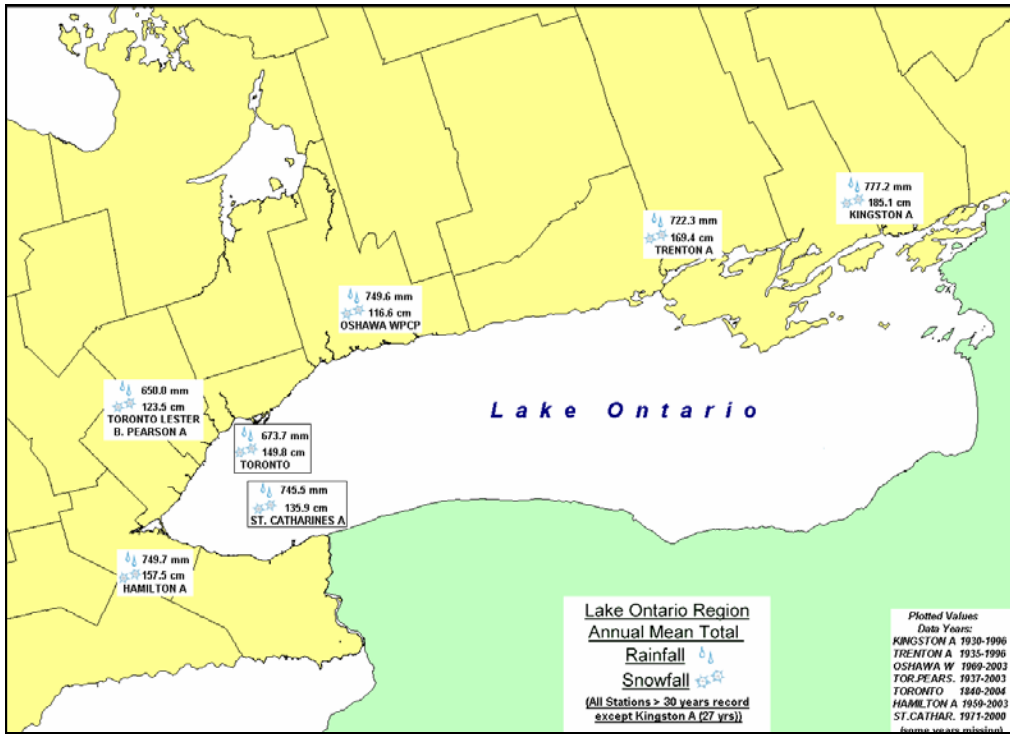 777.2 mm
185.1 cm
KINGSTON A
722.3 mm
169.4 cm
TRENTON A
749.6 mm
116.6 cm
OSHAWA WPCP
650.0 mm
123.5 cm
TORONTO LESTER
B. PEARSON A
Lake Ontario
673.7 mm
149.8 cm
TORONTO
745.5 mm
135.9 cm
ST. CATHARINES A
749.7 mm
157.5 cm
HAMILTON A
Lake Ontario Region
Annual Mean Total
Rainfall
Snowfall
(All Stations > 30 years record
except Kingston A (27 yrs))
Plotted Values
Data Years:
KINGSTON A 1930-1996
TRENTON A 1935-1996
OSHAWA W 1969-2003
TOR.PEARS. 1937-2003
TORONTO 1840-2004
HAMILTON A 1959-2003
ST.CATHAR. 1971-2000
(some years missing)